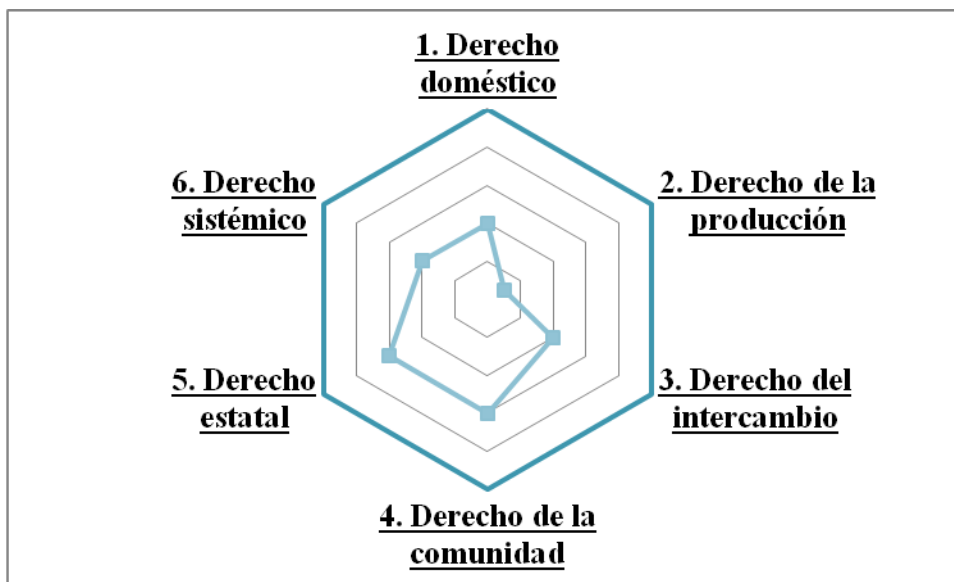 1. Derecho
doméstico
2. Derecho de la
producción
3. Derecho del
intercambio
4. Derecho de la
comunidad
5. Derecho
estatal
6. Derecho
sistémico